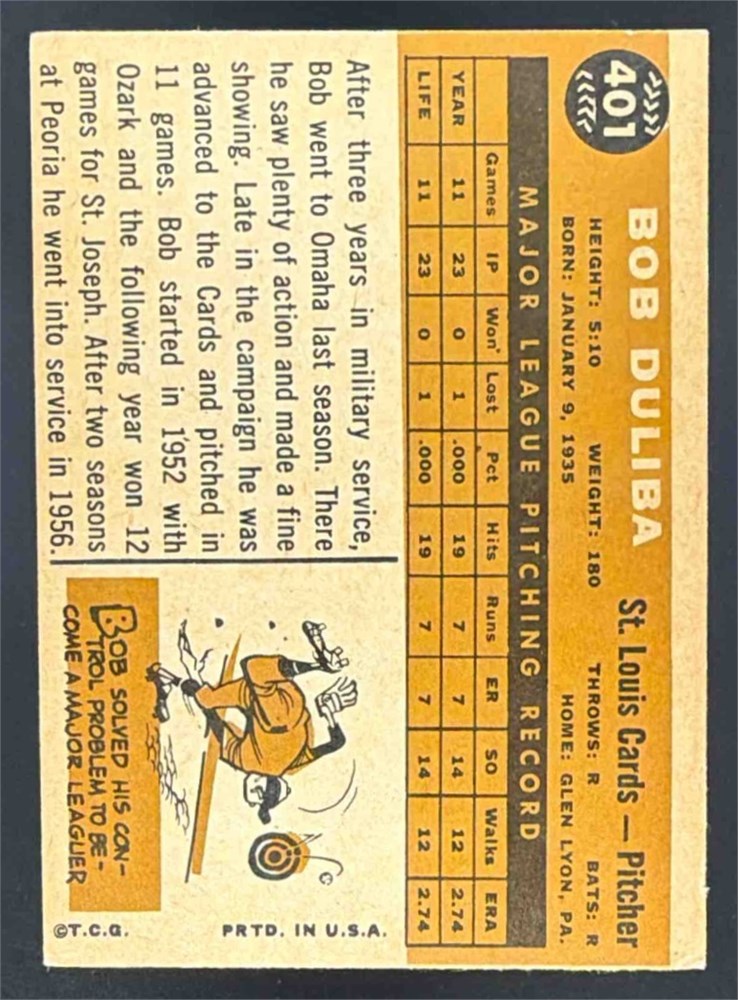 401
BOB DULIBA
St. Louis Cards — Pitcher
HEIGHT: 5:10 WEIGHT: 180 THROWS: R BATS: R
BORN: JANUARY 9, 1935 HOME: GLEN LYON, PA.
MAJOR LEAGUE PITCHING RECORD
Games IP Won Lost Pct Hits Runs ER SO Walks ERA
YEAR 11 23 0 1 .000 19 7 7 14 12 2.74
LIFE 11 23 0 1 .000 19 7 7 14 12 2.74
After three years in military service,
Bob went to Omaha last season. There
he saw plenty of action and made a fine
showing. Late in the campaign he was
advanced to the Cards and pitched in
11 games. Bob started in 1952 with
Ozark and the following year won 12
games for St. Joseph. After two seasons
at Peoria he went into service in 1956.
BOB SOLVED HIS CON-
TROL PROBLEM TO BE-
COME A MAJOR LEAGUER
©T.C.G. PRTD. IN U.S.A.